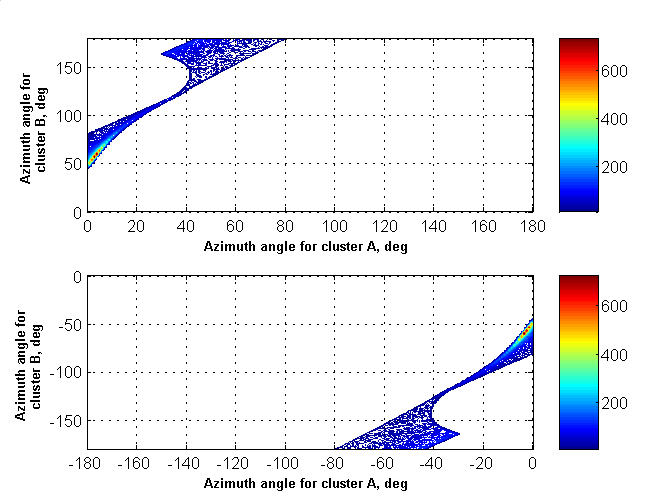 150
100
50
0
0 20 40 60 80 100 120 140 160 180
Azimuth angle for
cluster B, deg
Azimuth angle for cluster A, deg
600
400
200
0
-50
-100
-150
-180 -160 -140 -120 -100 -80 -60 -40 -20 0
Azimuth angle for
cluster B, deg
Azimuth angle for cluster A, deg
600
400
200